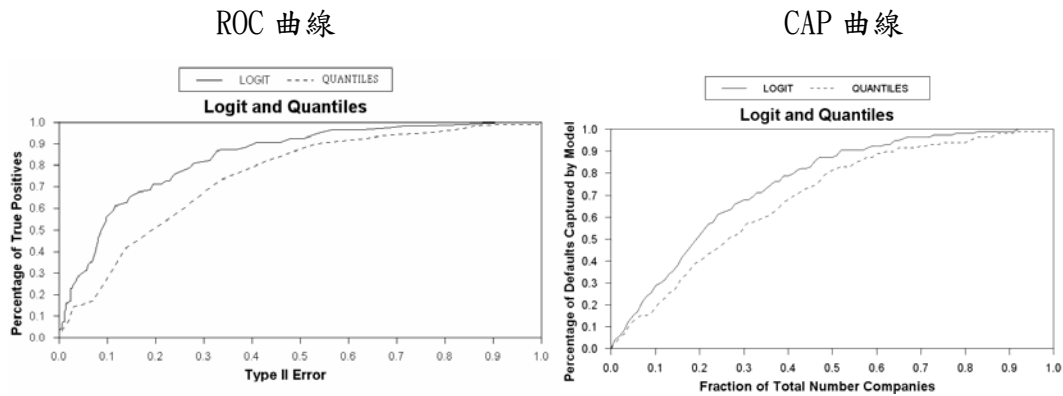 ROC 曲線
LOGIT QUANTILES
Logit and Quantiles
Percentage of True Positives
1.0
0.9
0.8
0.7
0.6
0.5
0.4
0.3
0.2
0.1
0.0
0.0 0.1 0.2 0.3 0.4 0.5 0.6 0.7 0.8 0.9 1.0
Type II Error
CAP 曲線
LOGIT QUANTILES
Logit and Quantiles
Percentage of Defaults Captured by Model
1.0
0.9
0.8
0.7
0.6
0.5
0.4
0.3
0.2
0.1
0.0
0.0 0.1 0.2 0.3 0.4 0.5 0.6 0.7 0.8 0.9 1.0
Fraction of Total Number Companies